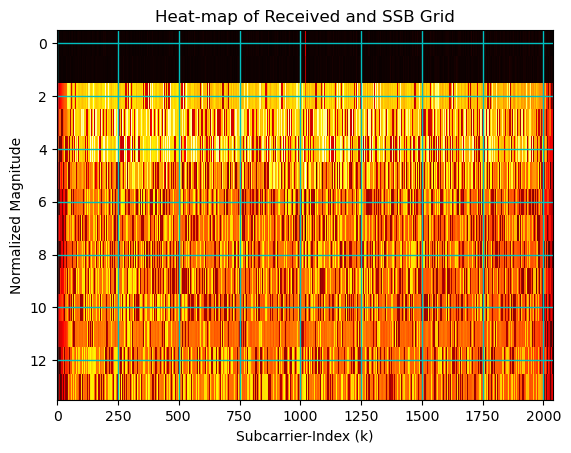 Heat-map of Received and SSB Grid
0
2
4
6
8
10
12
Normalized Magnitude
0 250 500 750 1000 1250 1500 1750 2000
Subcarrier-Index (k)